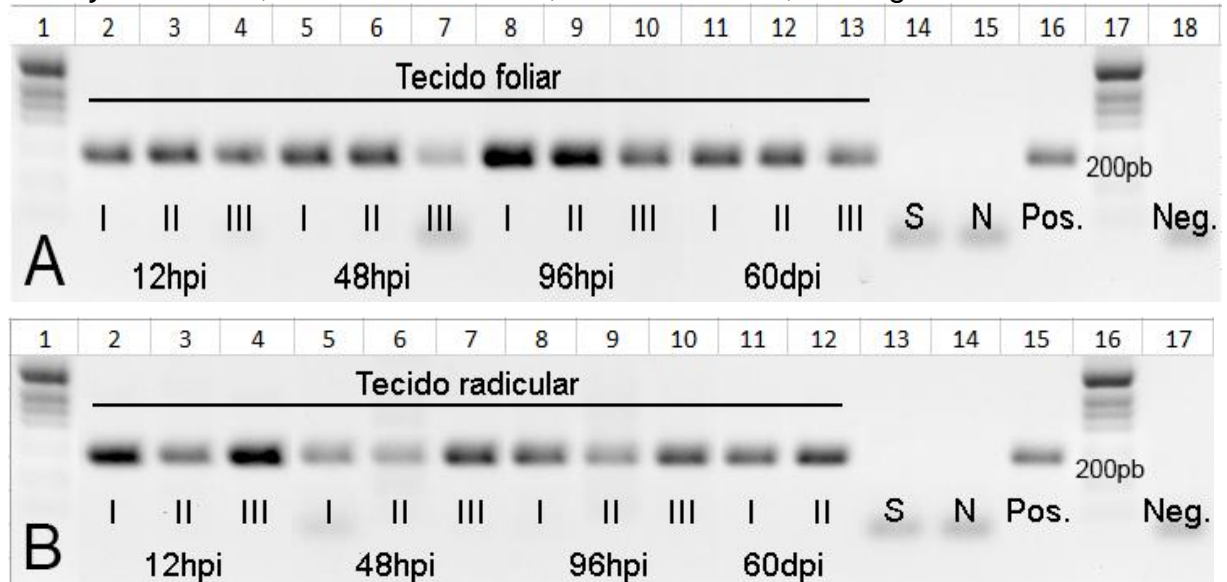 1 2 3 4 5 6 7 8 9 10 11 12 13 14 15 16 17 18
Tecido foliar
200pb
I II III I II III I II III I II III S N Pos. Neg.
A
12hpi 48hpi 96hpi 60dpi
1 2 3 4 5 6 7 8 9 10 11 12 13 14 15 16 17
Tecido radicular
200pb
I II III I II III I II III I II S N Pos. Neg.
B
12hpi 48hpi 96hpi 60dpi